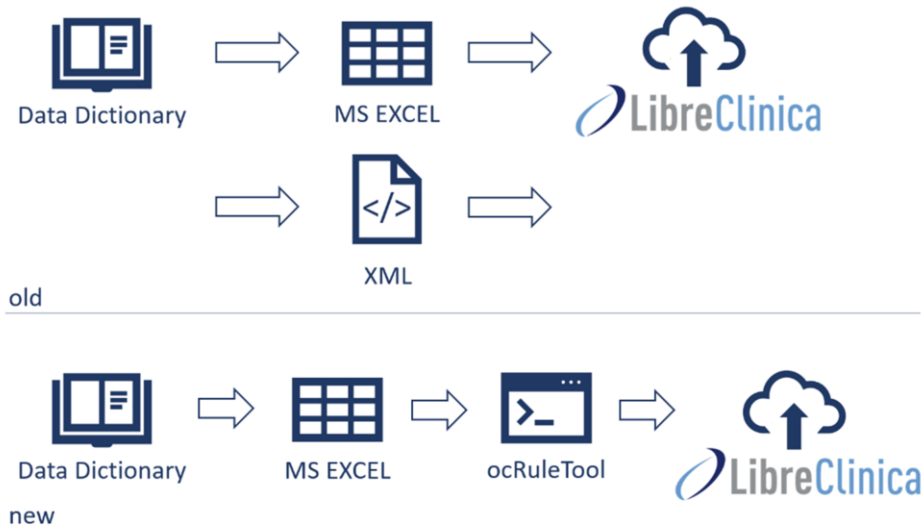 Data Dictionary
MS EXCEL
LibreClinica
</>
XML
old
Data Dictionary
MS EXCEL
ocRuleTool
LibreClinica
new